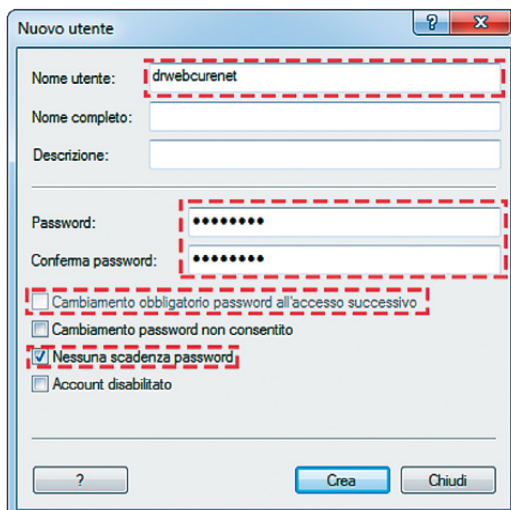 Nuovo utente
Nome utente: drwebcurenet
Nome completo:
Descrizione:
Password: ••••••••
Conferma password: ••••••••
Cambiamento obbligatorio password all'accesso successivo
Cambiamento password non consentito
Nessuna scadenza password
Account disabilitato
? Crea Chiudi